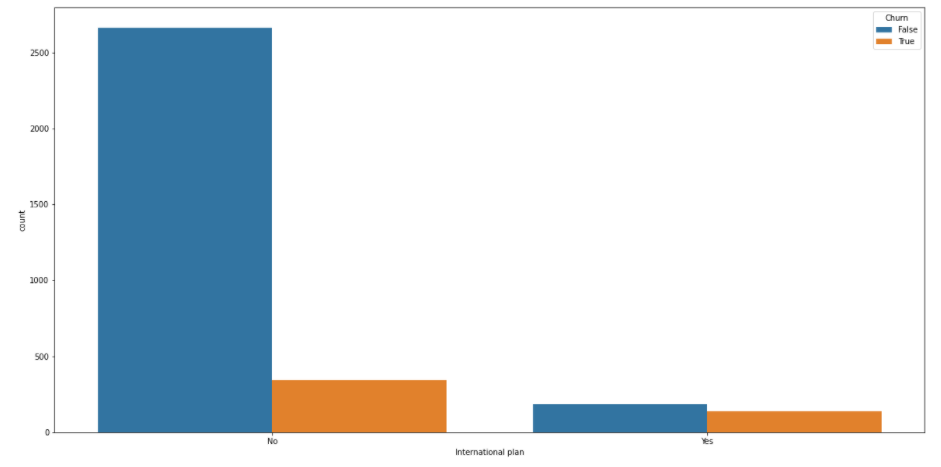 Churn
False
True
2500
2000
1500
1000
500
0
count
No
Yes
International plan